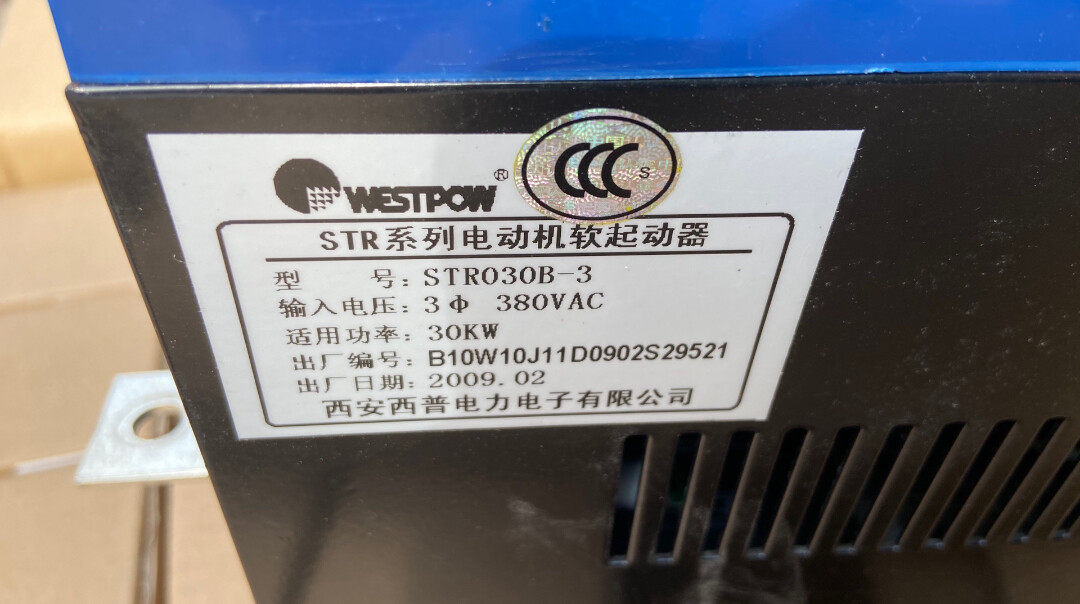 WESTPOW ®
CCC S
STR系列电动机软起动器
型 号: STR030B-3
输入电压: 3Φ 380VAC
适用功率: 30KW
出厂编号: B10W10J11D0902S29521
出厂日期: 2009.02
西安西普电力电子有限公司